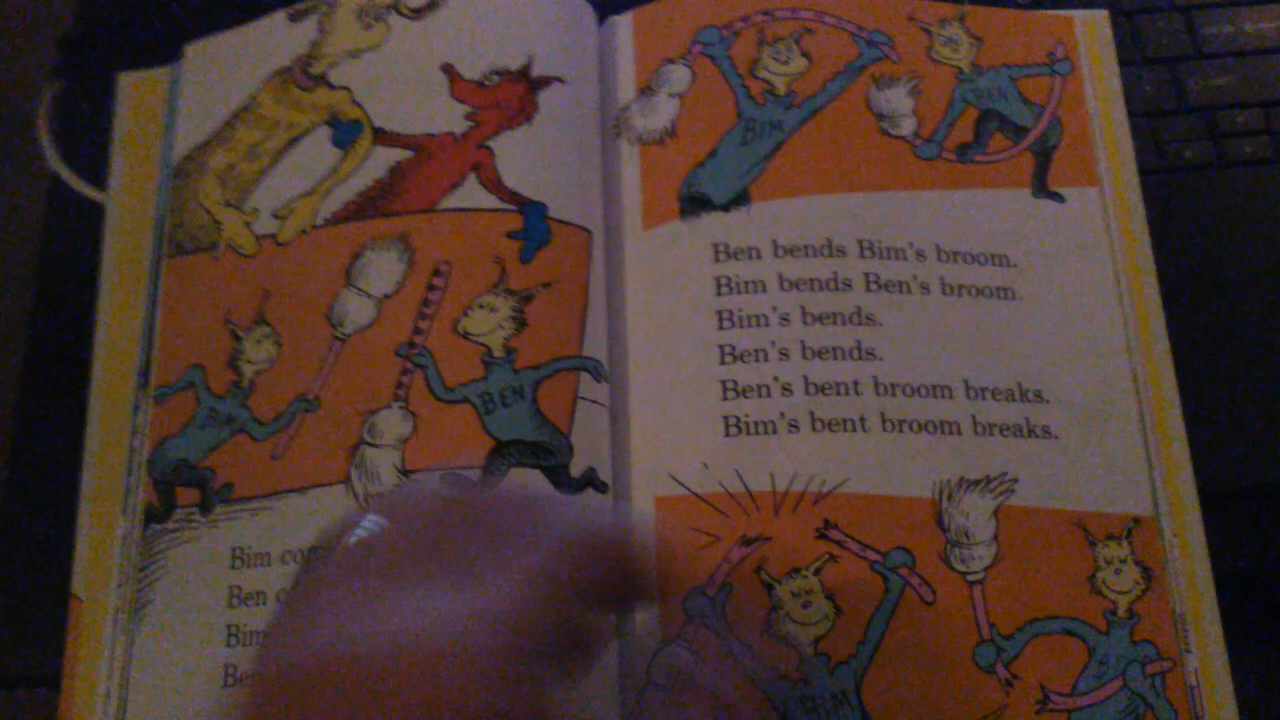 BEN
Bim
Ben
Bim
BIM
BEN
Ben bends Bim's broom.
Bim bends Ben's broom.
Bim's bends.
Ben's bends.
Ben's bent broom breaks.
Bim's bent broom breaks.
BIM